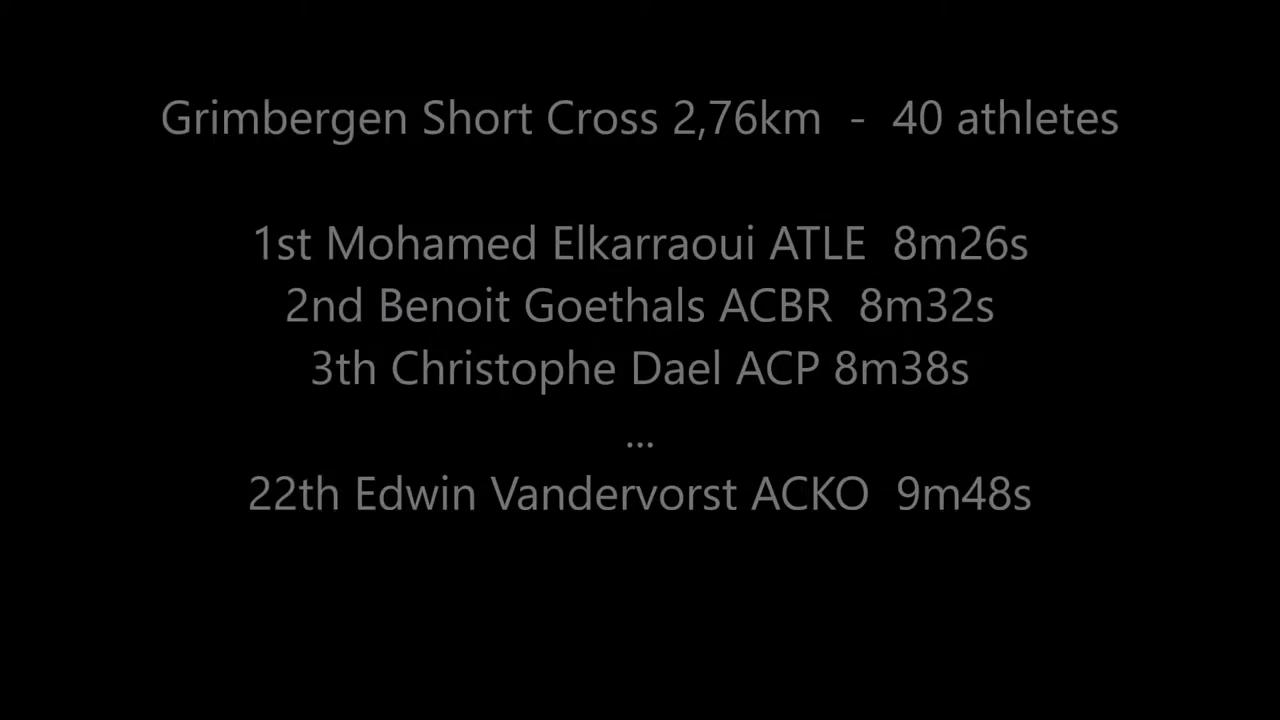 Grimbergen Short Cross 2,76km - 40 athletes
1st Mohamed Elkarraoui ATLE 8m26s
2nd Benoit Goethals ACBR 8m32s
3th Christophe Dael ACP 8m38s
...
22th Edwin Vandervorst ACKO 9m48s